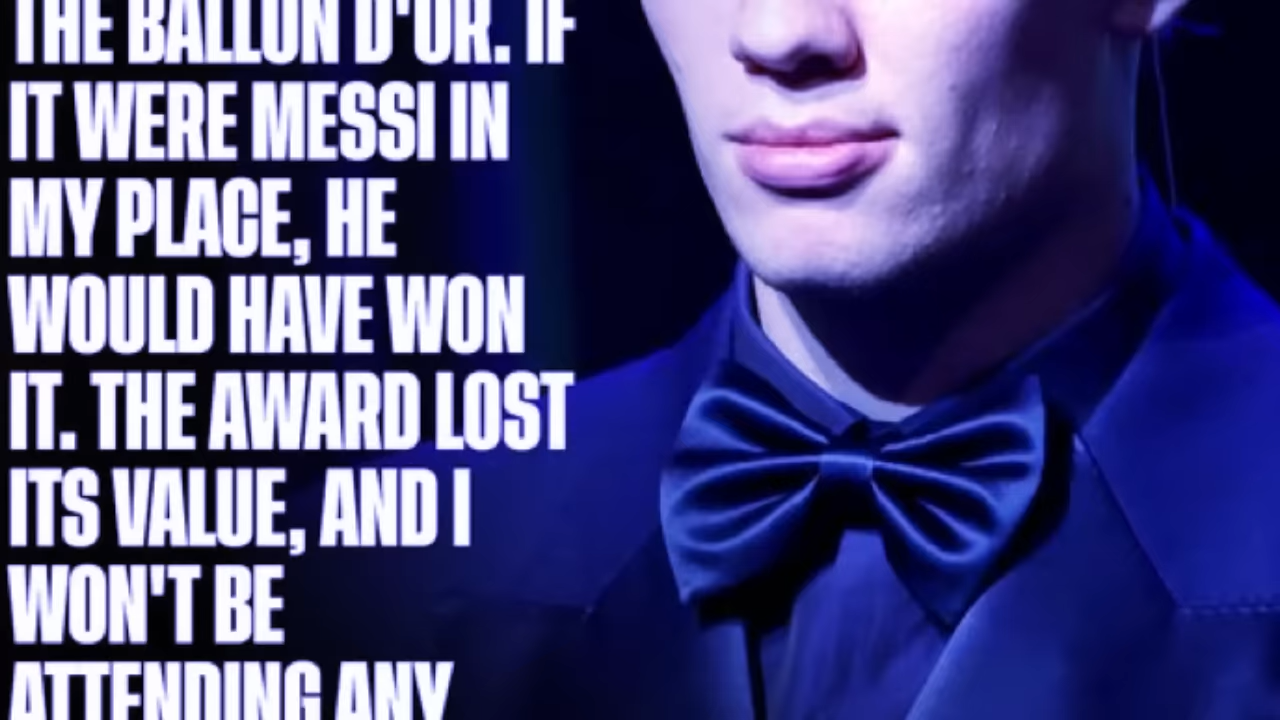 THE BALLON D'OR. IF
IT WERE MESSI IN
MY PLACE, HE
WOULD HAVE WON
IT. THE AWARD LOST
ITS VALUE, AND I
WON'T BE
ATTENDING ANY